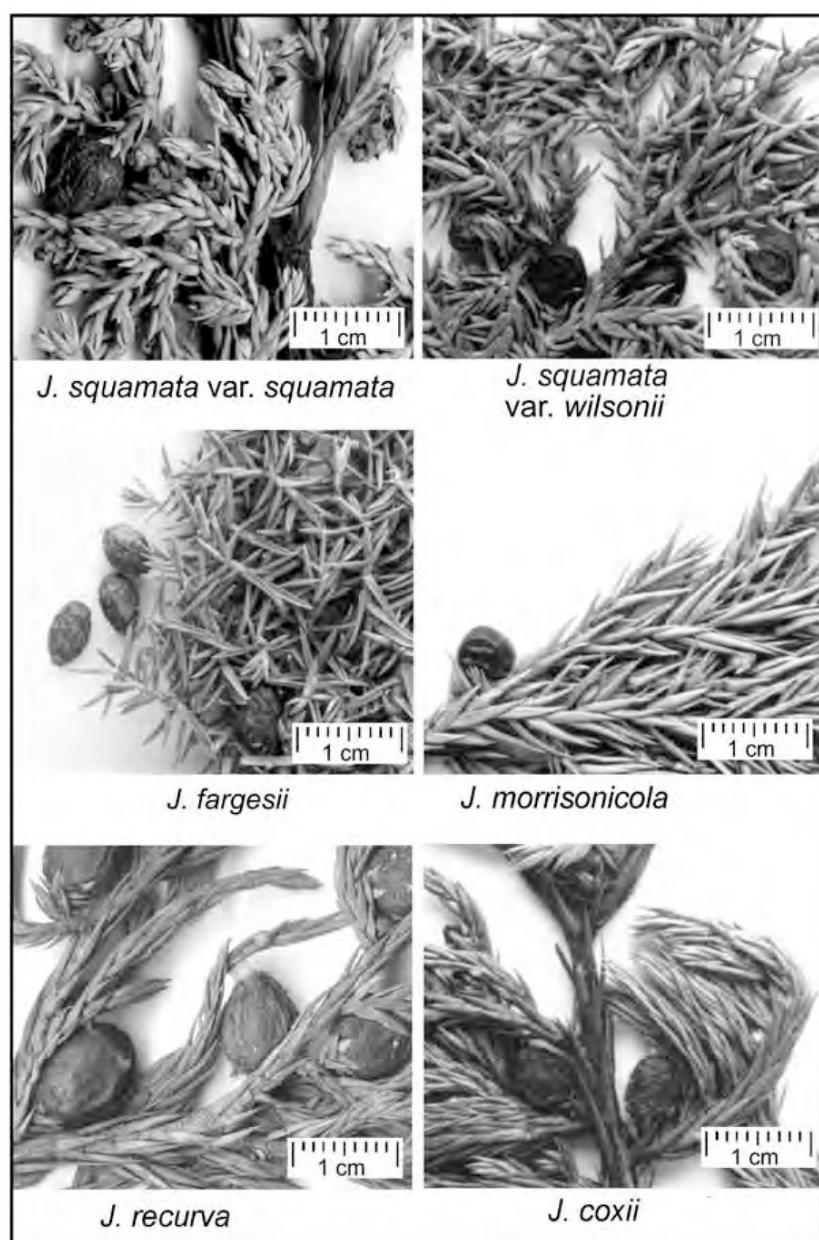 1 cm
1 cm
J. squamata var. squamata
J. squamata
var. wilsonii
1 cm
1 cm
J. fargesii
J. morrisonicola
1 cm
1 cm
J. recurva
J. coxii